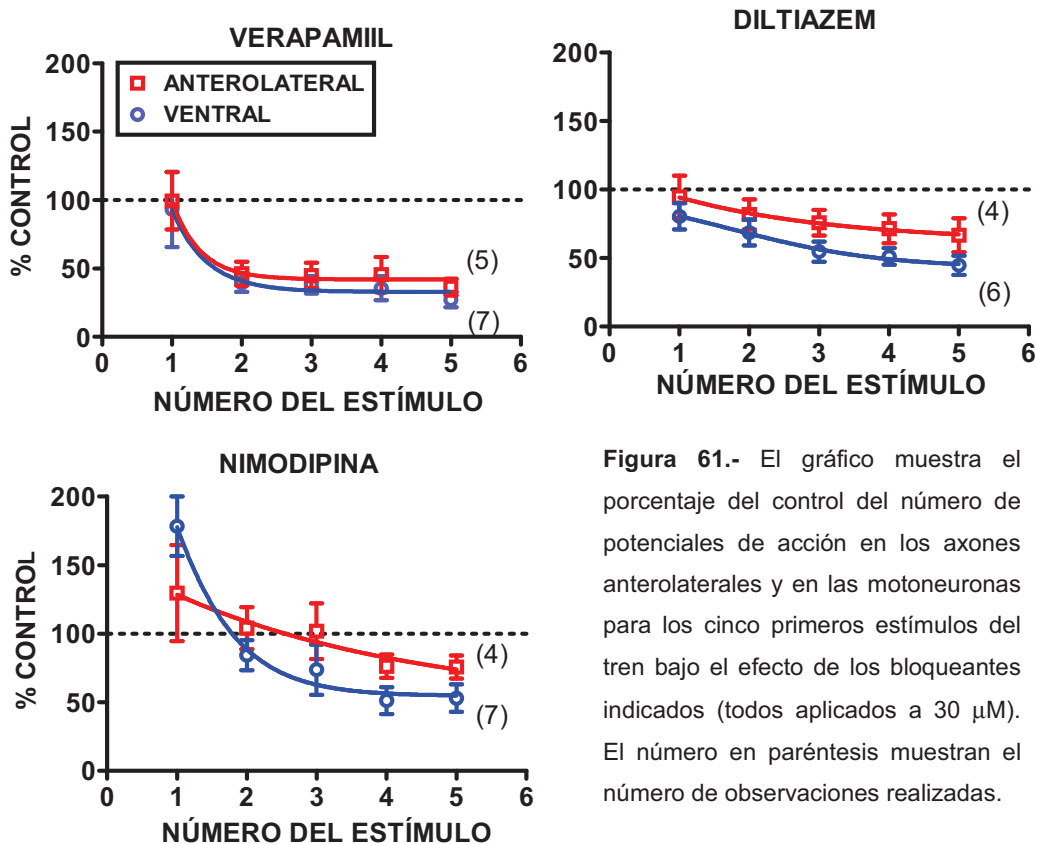 VERAPAMIIL
200
150
100
50
0
% CONTROL
ANTEROLATERAL
VENTRAL
(5)
(7)
0 1 2 3 4 5 6
NÚMERO DEL ESTÍMULO
DILTIAZEM
200
150
100
50
0
(4)
(6)
0 1 2 3 4 5 6
NÚMERO DEL ESTÍMULO
NIMODIPINA
200
150
100
50
0
% CONTROL
(4)
(7)
0 1 2 3 4 5 6
NÚMERO DEL ESTÍMULO
Figura 61.- El gráfico muestra el
porcentaje del control del número de
potenciales de acción en los axones
anterolaterales y en las motoneuronas
para los cinco primeros estímulos del
tren bajo el efecto de los bloqueantes
indicados (todos aplicados a 30 μM).
El número en paréntesis muestran el
número de observaciones realizadas.